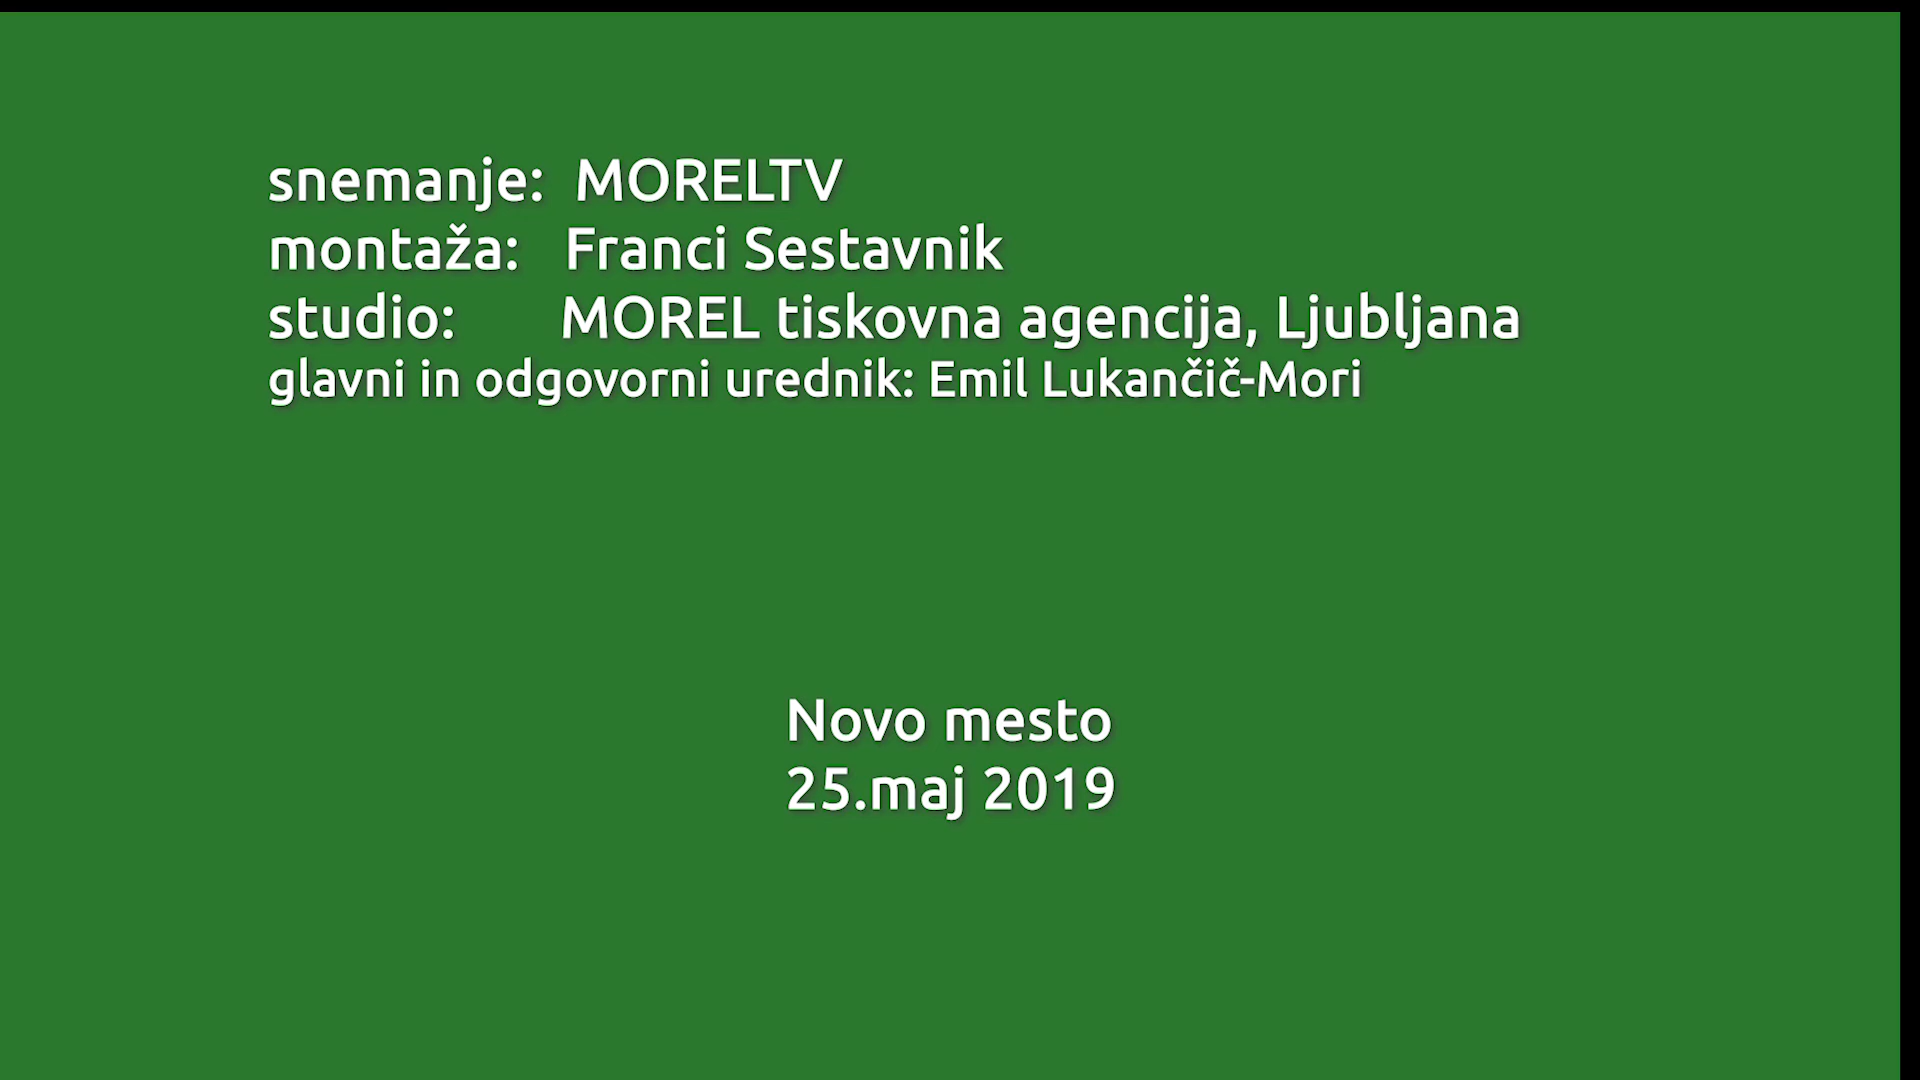 snemanje: MORELTV
montaža: Franci Sestavnik
studio: MOREL tiskovna agencija, Ljubljana
glavni in odgovorni urednik: Emil Lukančič-Mori
Novo mesto
25.maj 2019